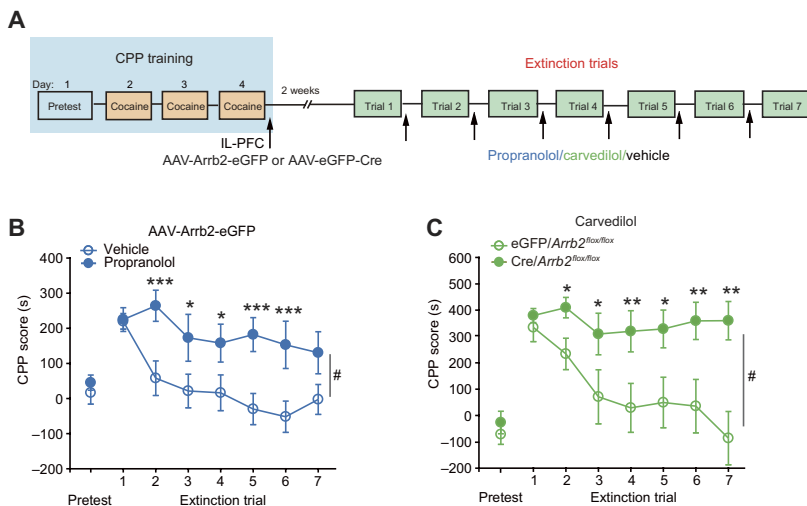 A
CPP training
Extinction trials
Day: 1 2 3 4
2 weeks
Pretest Cocaine Cocaine Cocaine
Trial 1 Trial 2 Trial 3 Trial 4 Trial 5 Trial 6 Trial 7
IL-PFC
AAV-Arrb2-eGFP or AAV-eGFP-Cre
Propranolol/carvedilol/vehicle
B
AAV-Arrb2-eGFP
Vehicle
Propranolol
CPP score (s)
400
300
200
100
0
–100
–200
*** * * *** ***
#
1 2 3 4 5 6 7
Pretest Extinction trial
C
Carvedilol
eGFP/Arrb2flox/flox
Cre/Arrb2flox/flox
CPP score (s)
600
500
400
300
200
100
0
–100
–200
* * ** * ** **
#
1 2 3 4 5 6 7
Pretest Extinction trial